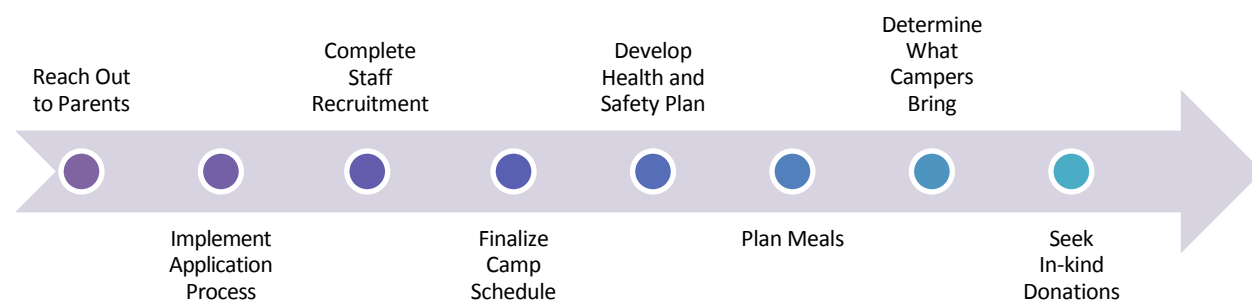 Reach Out
to Parents
Implement
Application
Process
Complete
Staff
Recruitment
Finalize
Camp
Schedule
Develop
Health and
Safety Plan
Plan Meals
Determine
What
Campers
Bring
Seek
In-kind
Donations